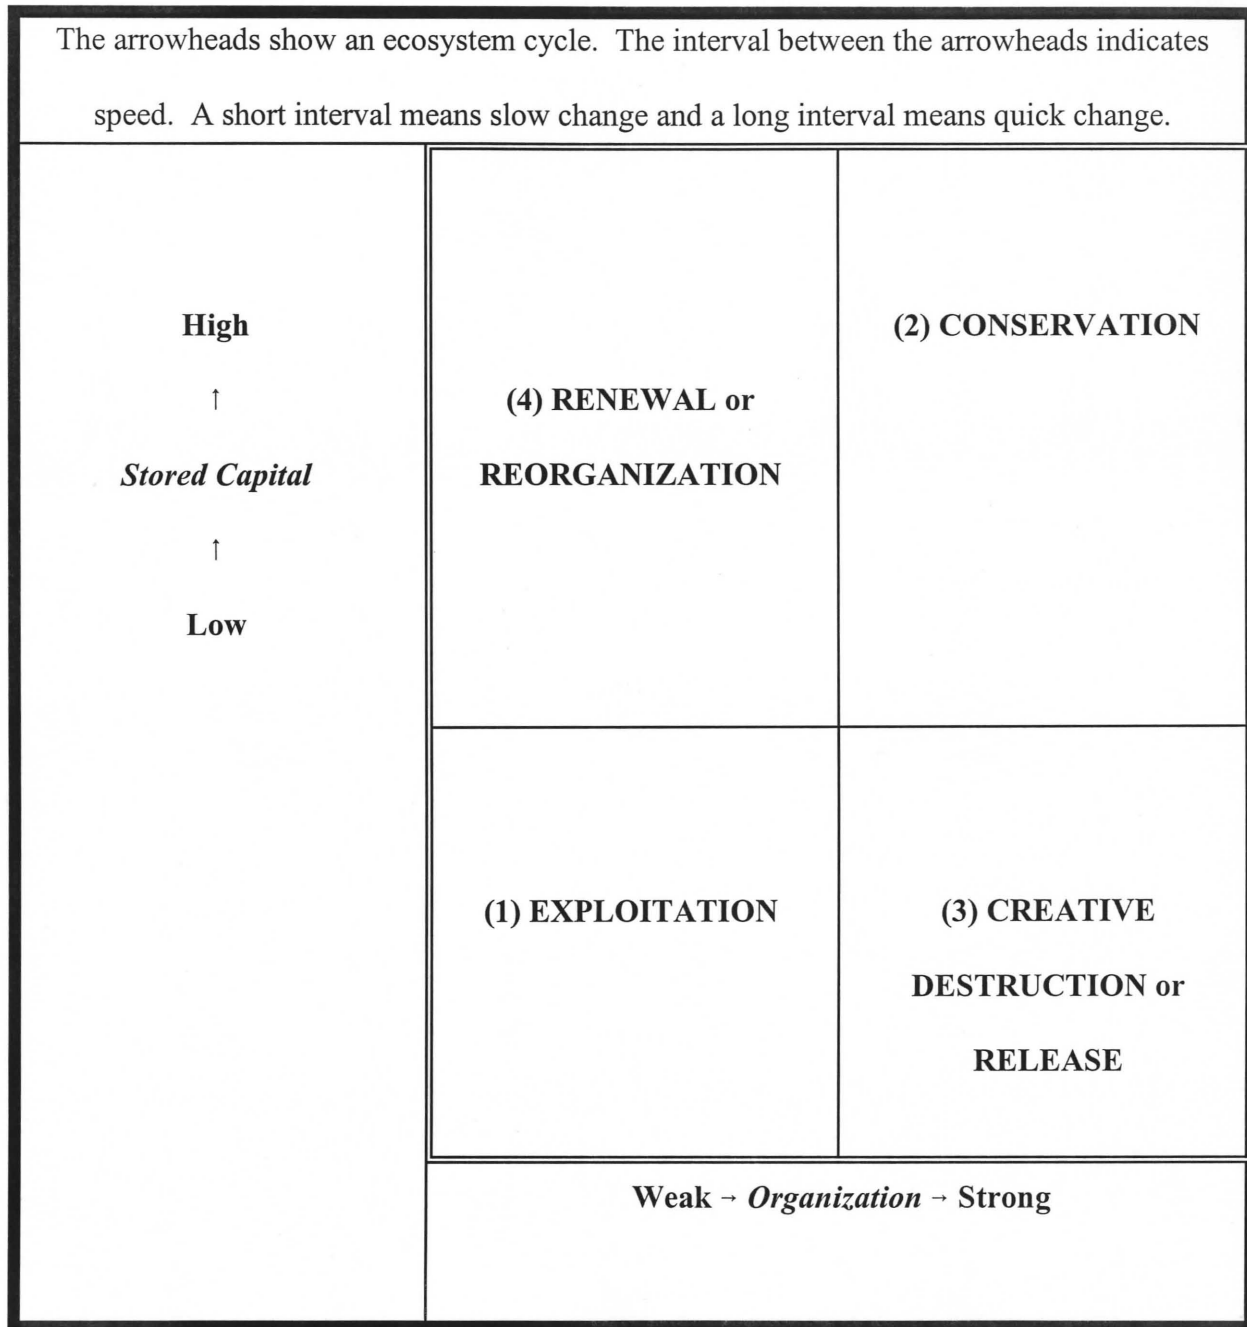 The arrowheads show an ecosystem cycle. The interval between the arrowheads indicates
speed. A short interval means slow change and a long interval means quick change.
High
↑
Stored Capital
↑
Low
(4) RENEWAL or
REORGANIZATION
(2) CONSERVATION
(1) EXPLOITATION
(3) CREATIVE
DESTRUCTION or
RELEASE
Weak → Organization → Strong